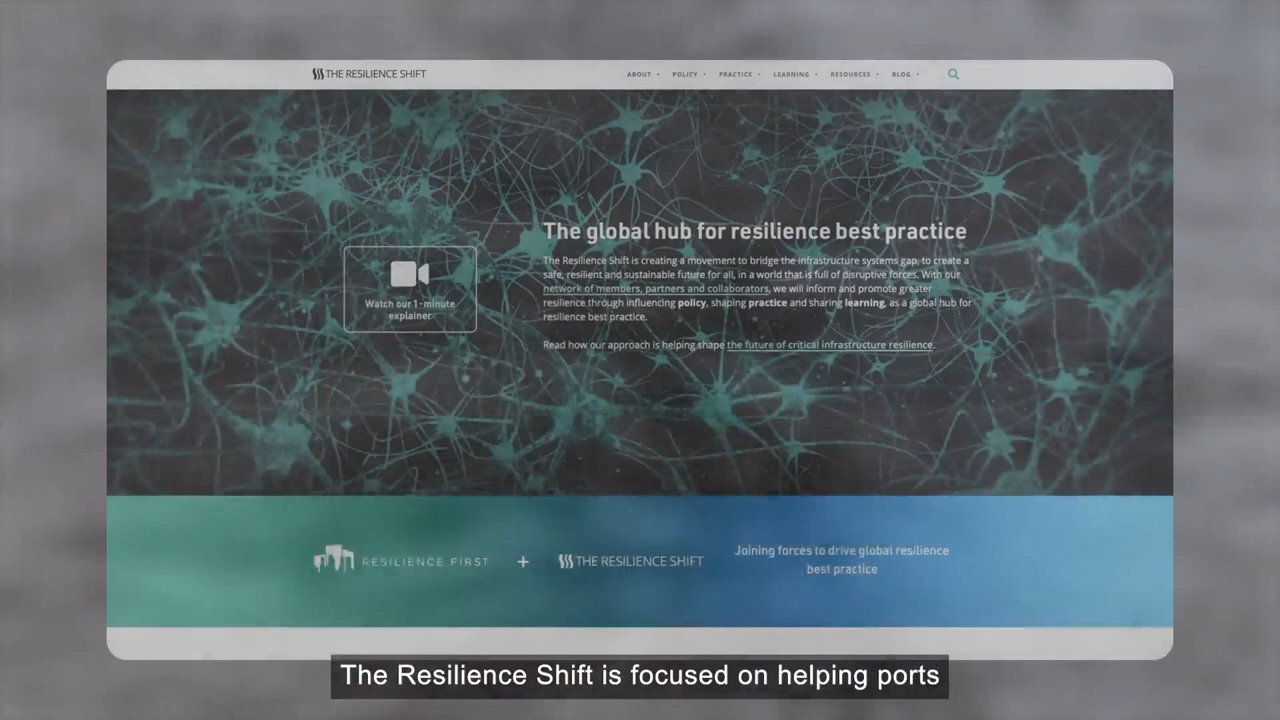 THE RESILIENCE SHIFT
ABOUT POLICY PRACTICE LEARNING RESOURCES BLOG
The global hub for resilience best practice
The Resilience Shift is creating a movement to bridge the infrastructure systems gap, to create a
safe, resilient and sustainable future for all, in a world that is full of disruptive forces. With our
network of members, partners and collaborators, we will inform and promote greater
resilience through influencing policy, shaping practice and sharing learning, as a global hub for
resilience best practice.
Read how our approach is helping shape the future of critical infrastructure resilience.
Watch our 1-minute
explainer
RESILIENCE FIRST + THE RESILIENCE SHIFT
Joining forces to drive global resilience
best practice
The Resilience Shift is focused on helping ports